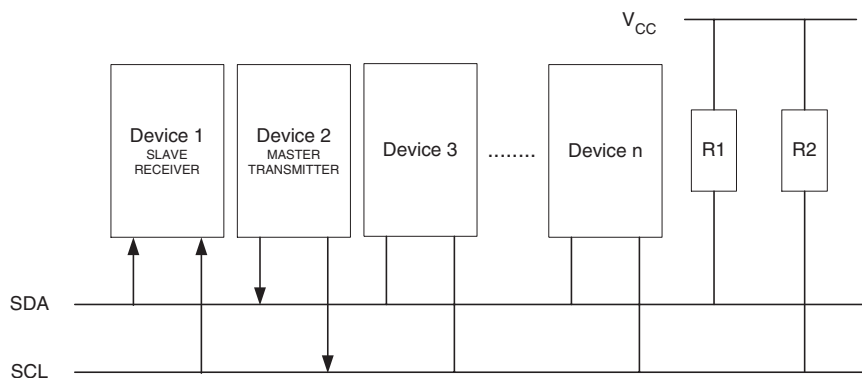 VCC
Device 1
SLAVE
RECEIVER
Device 2
MASTER
TRANSMITTER
Device 3
........
Device n
R1
R2
SDA
SCL